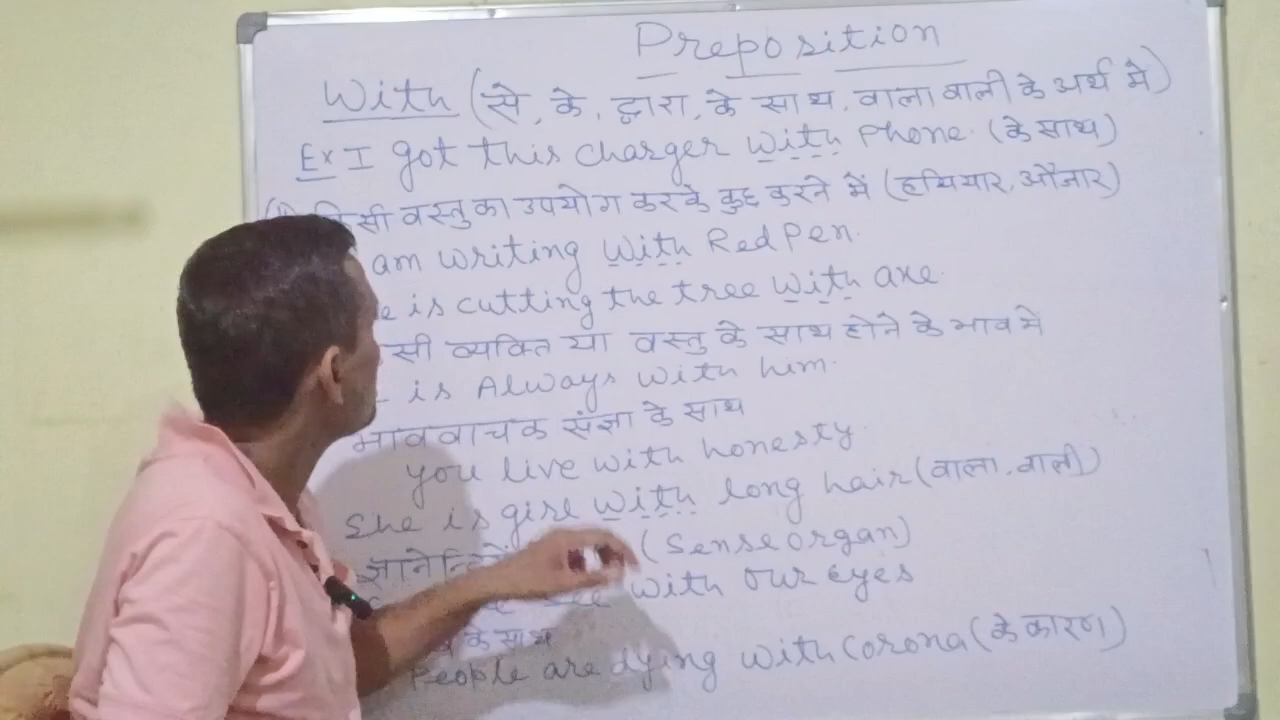 Preposition
With (से, के, द्वारा, के साथ, वाला वाली के अर्थ मे)
Ex I got this charger with Phone. (के साथ)
किसी वस्तु का उपयोग करके कुछ करने में (हथियार, औजार)
am writing with Red Pen.
is cutting the tree with axe
व्यक्ति या वस्तु के साथ होने के भाव मे
is Always with him.
भाववाचक संज्ञा के साथ
you live with honesty.
She is girl with long hair (वाला, वाली)
(Sense organ)
see with our eyes
के साथ
People are dying with Corona (के कारण)